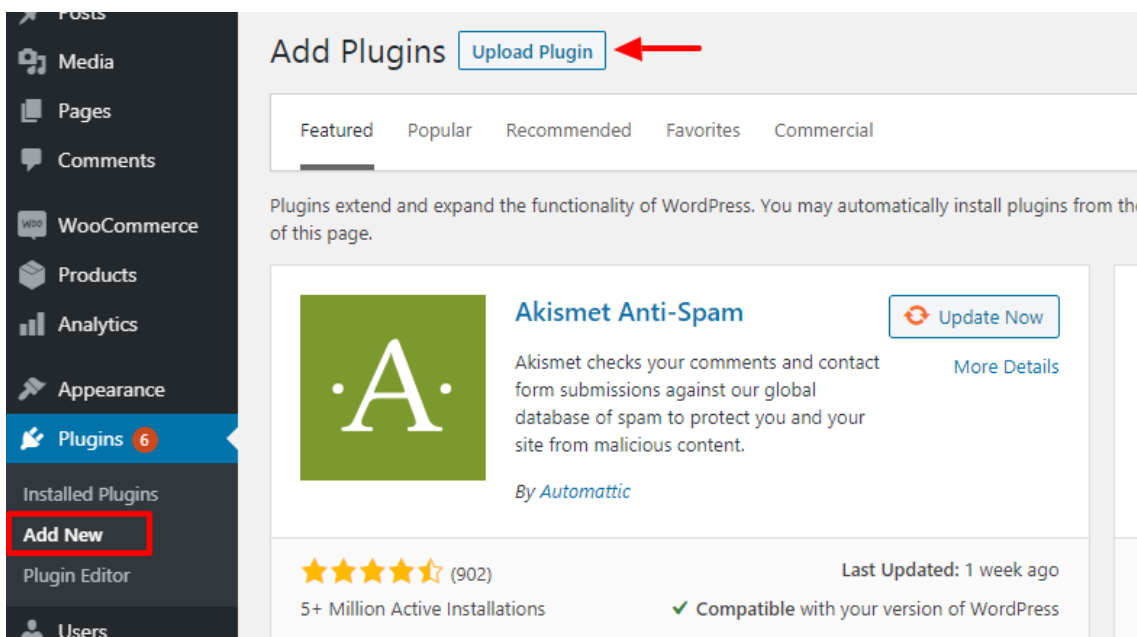 Posts
Media
Pages
Comments
WOO
WooCommerce
Products
Analytics
Appearance
Plugins 6
Installed Plugins
Add New
Plugin Editor
Users
Add Plugins
Upload Plugin
Featured Popular Recommended Favorites Commercial
Plugins extend and expand the functionality of WordPress. You may automatically install plugins from the
of this page.
·A·
Akismet Anti-Spam
Update Now
More Details
Akismet checks your comments and contact
form submissions against our global
database of spam to protect you and your
site from malicious content.
By Automattic
(902)
Last Updated: 1 week ago
5+ Million Active Installations
Compatible with your version of WordPress